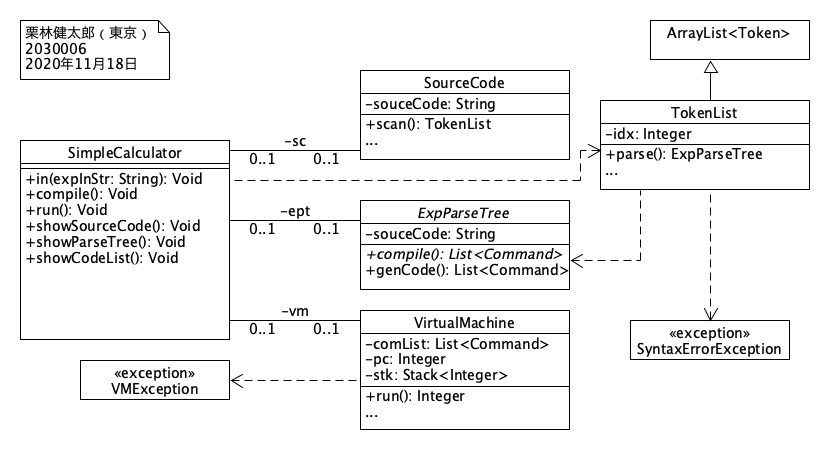 栗林健太郎（東京）
2030006
2020年11月18日
ArrayList<Token>
SourceCode
-souceCode: String
+scan(): TokenList
...
TokenList
-idx: Integer
+parse(): ExpParseTree
...
SimpleCalculator
+in(expInStr: String): Void
+compile(): Void
+run(): Void
+showSourceCode(): Void
+showParseTree(): Void
+showCodeList(): Void
-sc
0..1
0..1
-ept
0..1
0..1
ExpParseTree
-souceCode: String
+compile(): List<Command>
+genCode(): List<Command>
-vm
0..1
0..1
VirtualMachine
-comList: List<Command>
-pc: Integer
-stk: Stack<Integer>
+run(): Integer
...
«exception»
SyntaxErrorException
«exception»
VMException